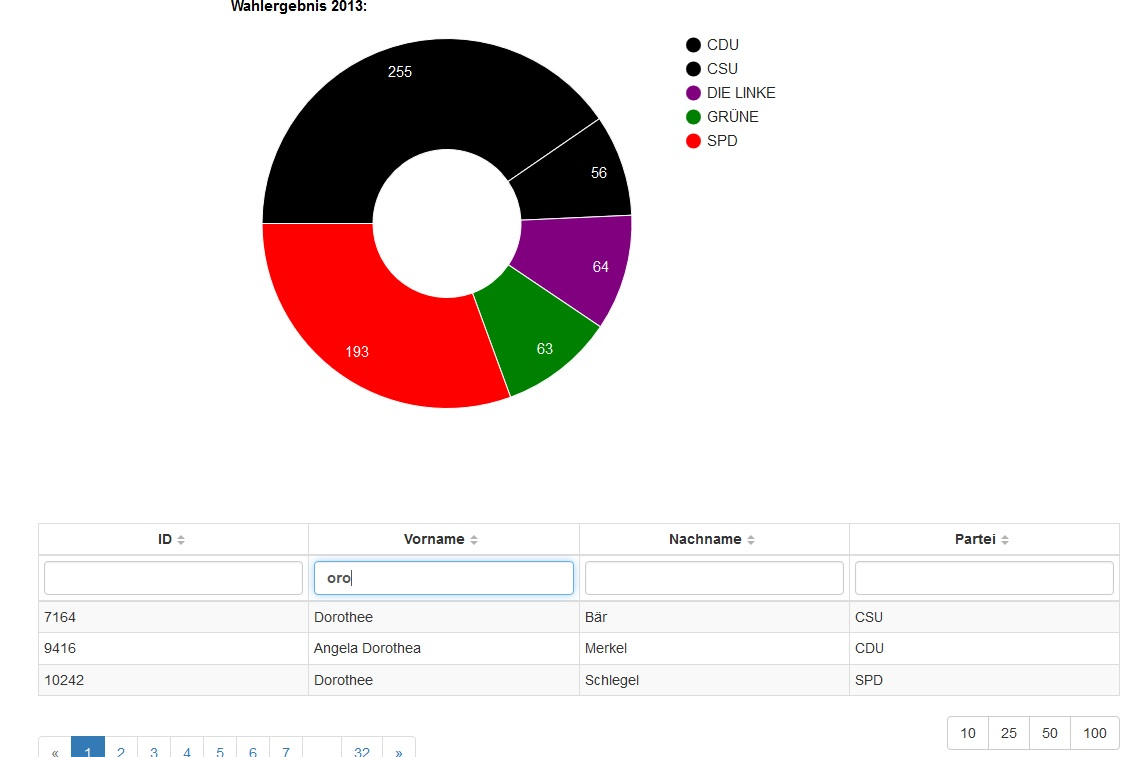 Wahlergebnis 2013:
255
56
64
63
193
CDU
CSU
DIE LINKE
GRÜNE
SPD
ID Vorname Nachname Partei
oro
7164 Dorothee Bär CSU
9416 Angela Dorothea Merkel CDU
10242 Dorothee Schlegel SPD
10 25 50 100
« 1 2 3 4 5 6 7 32 »